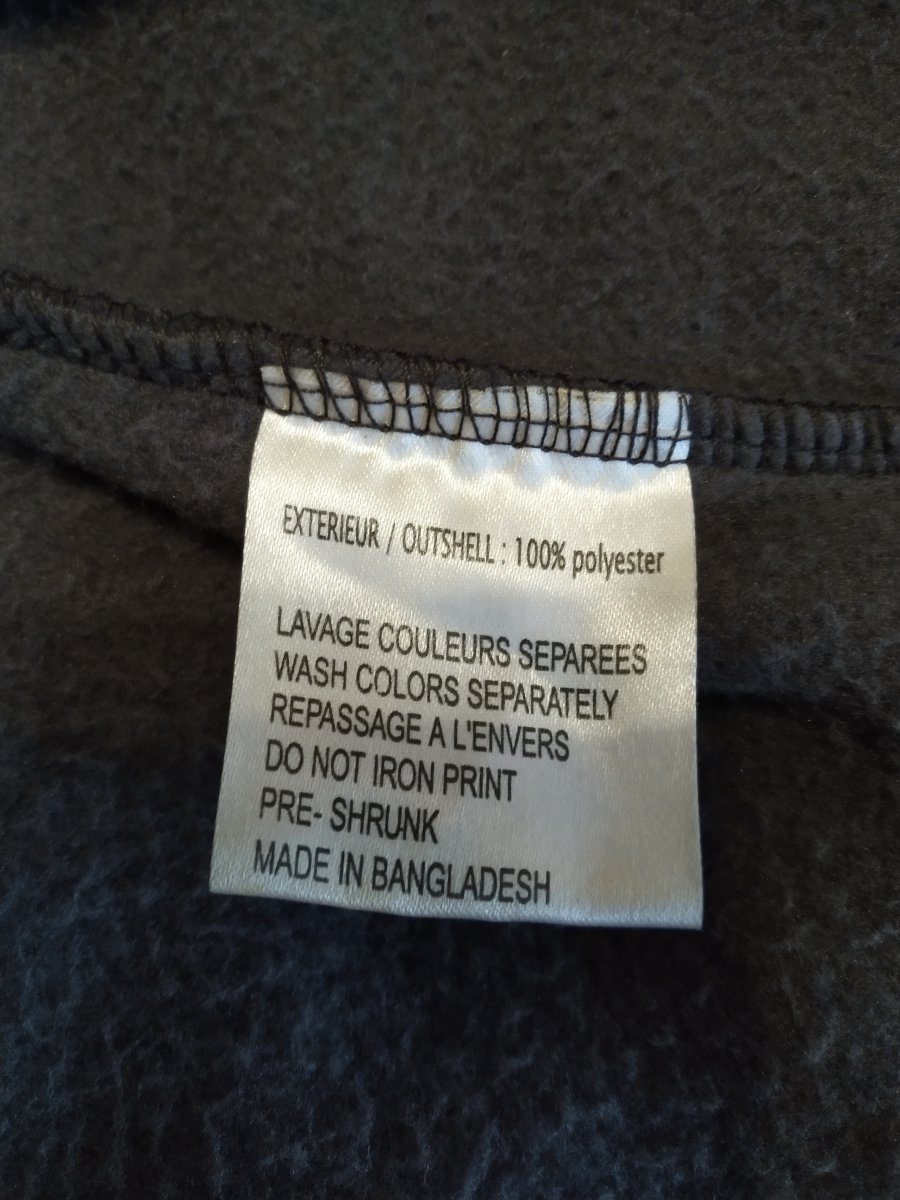 EXTERIEUR / OUTSHELL : 100% polyester
LAVAGE COULEURS SEPAREES
WASH COLORS SEPARATELY
REPASSAGE A L'ENVERS
DO NOT IRON PRINT
PRE- SHRUNK
MADE IN BANGLADESH